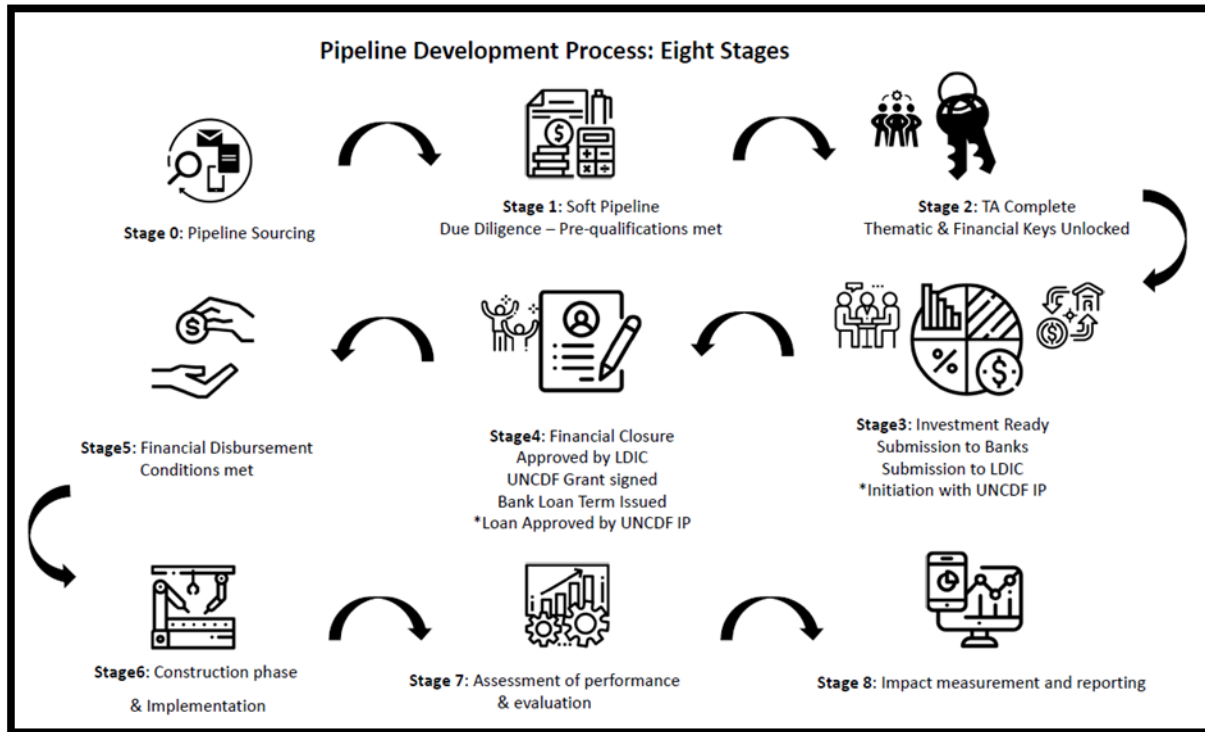 Pipeline Development Process: Eight Stages
Stage 0: Pipeline Sourcing
Stage 1: Soft Pipeline
Due Diligence – Pre-qualifications met
Stage 2: TA Complete
Thematic & Financial Keys Unlocked
Stage3: Investment Ready
Submission to Banks
Submission to LDIC
*Initiation with UNCDF IP
Stage4: Financial Closure
Approved by LDIC
UNCDF Grant signed
Bank Loan Term Issued
*Loan Approved by UNCDF IP
Stage5: Financial Disbursement
Conditions met
Stage6: Construction phase
& Implementation
Stage 7: Assessment of performance
& evaluation
Stage 8: Impact measurement and reporting